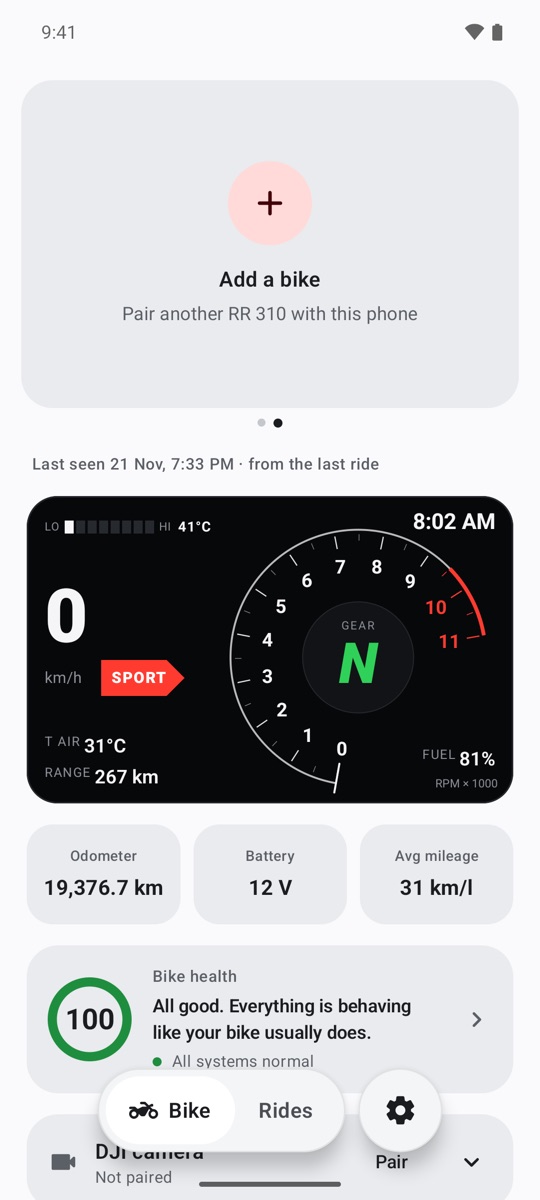 9:41
Add a bike
Pair another RR 310 with this phone
Last seen 21 Nov, 7:33 PM · from the last ride
LO HI 41°C
8:02 AM
0
km/h
SPORT
T AIR 31°C
RANGE 267 km
0
1
2
3
4
5
6
7
8
9
10
11
GEAR
N
FUEL 81%
RPM × 1000
Odometer
19,376.7 km
Battery
12 V
Avg mileage
31 km/l
Bike health
100
All good. Everything is behaving
like your bike usually does.
All systems normal
Bike
Rides
DJI camera
Not paired
Pair